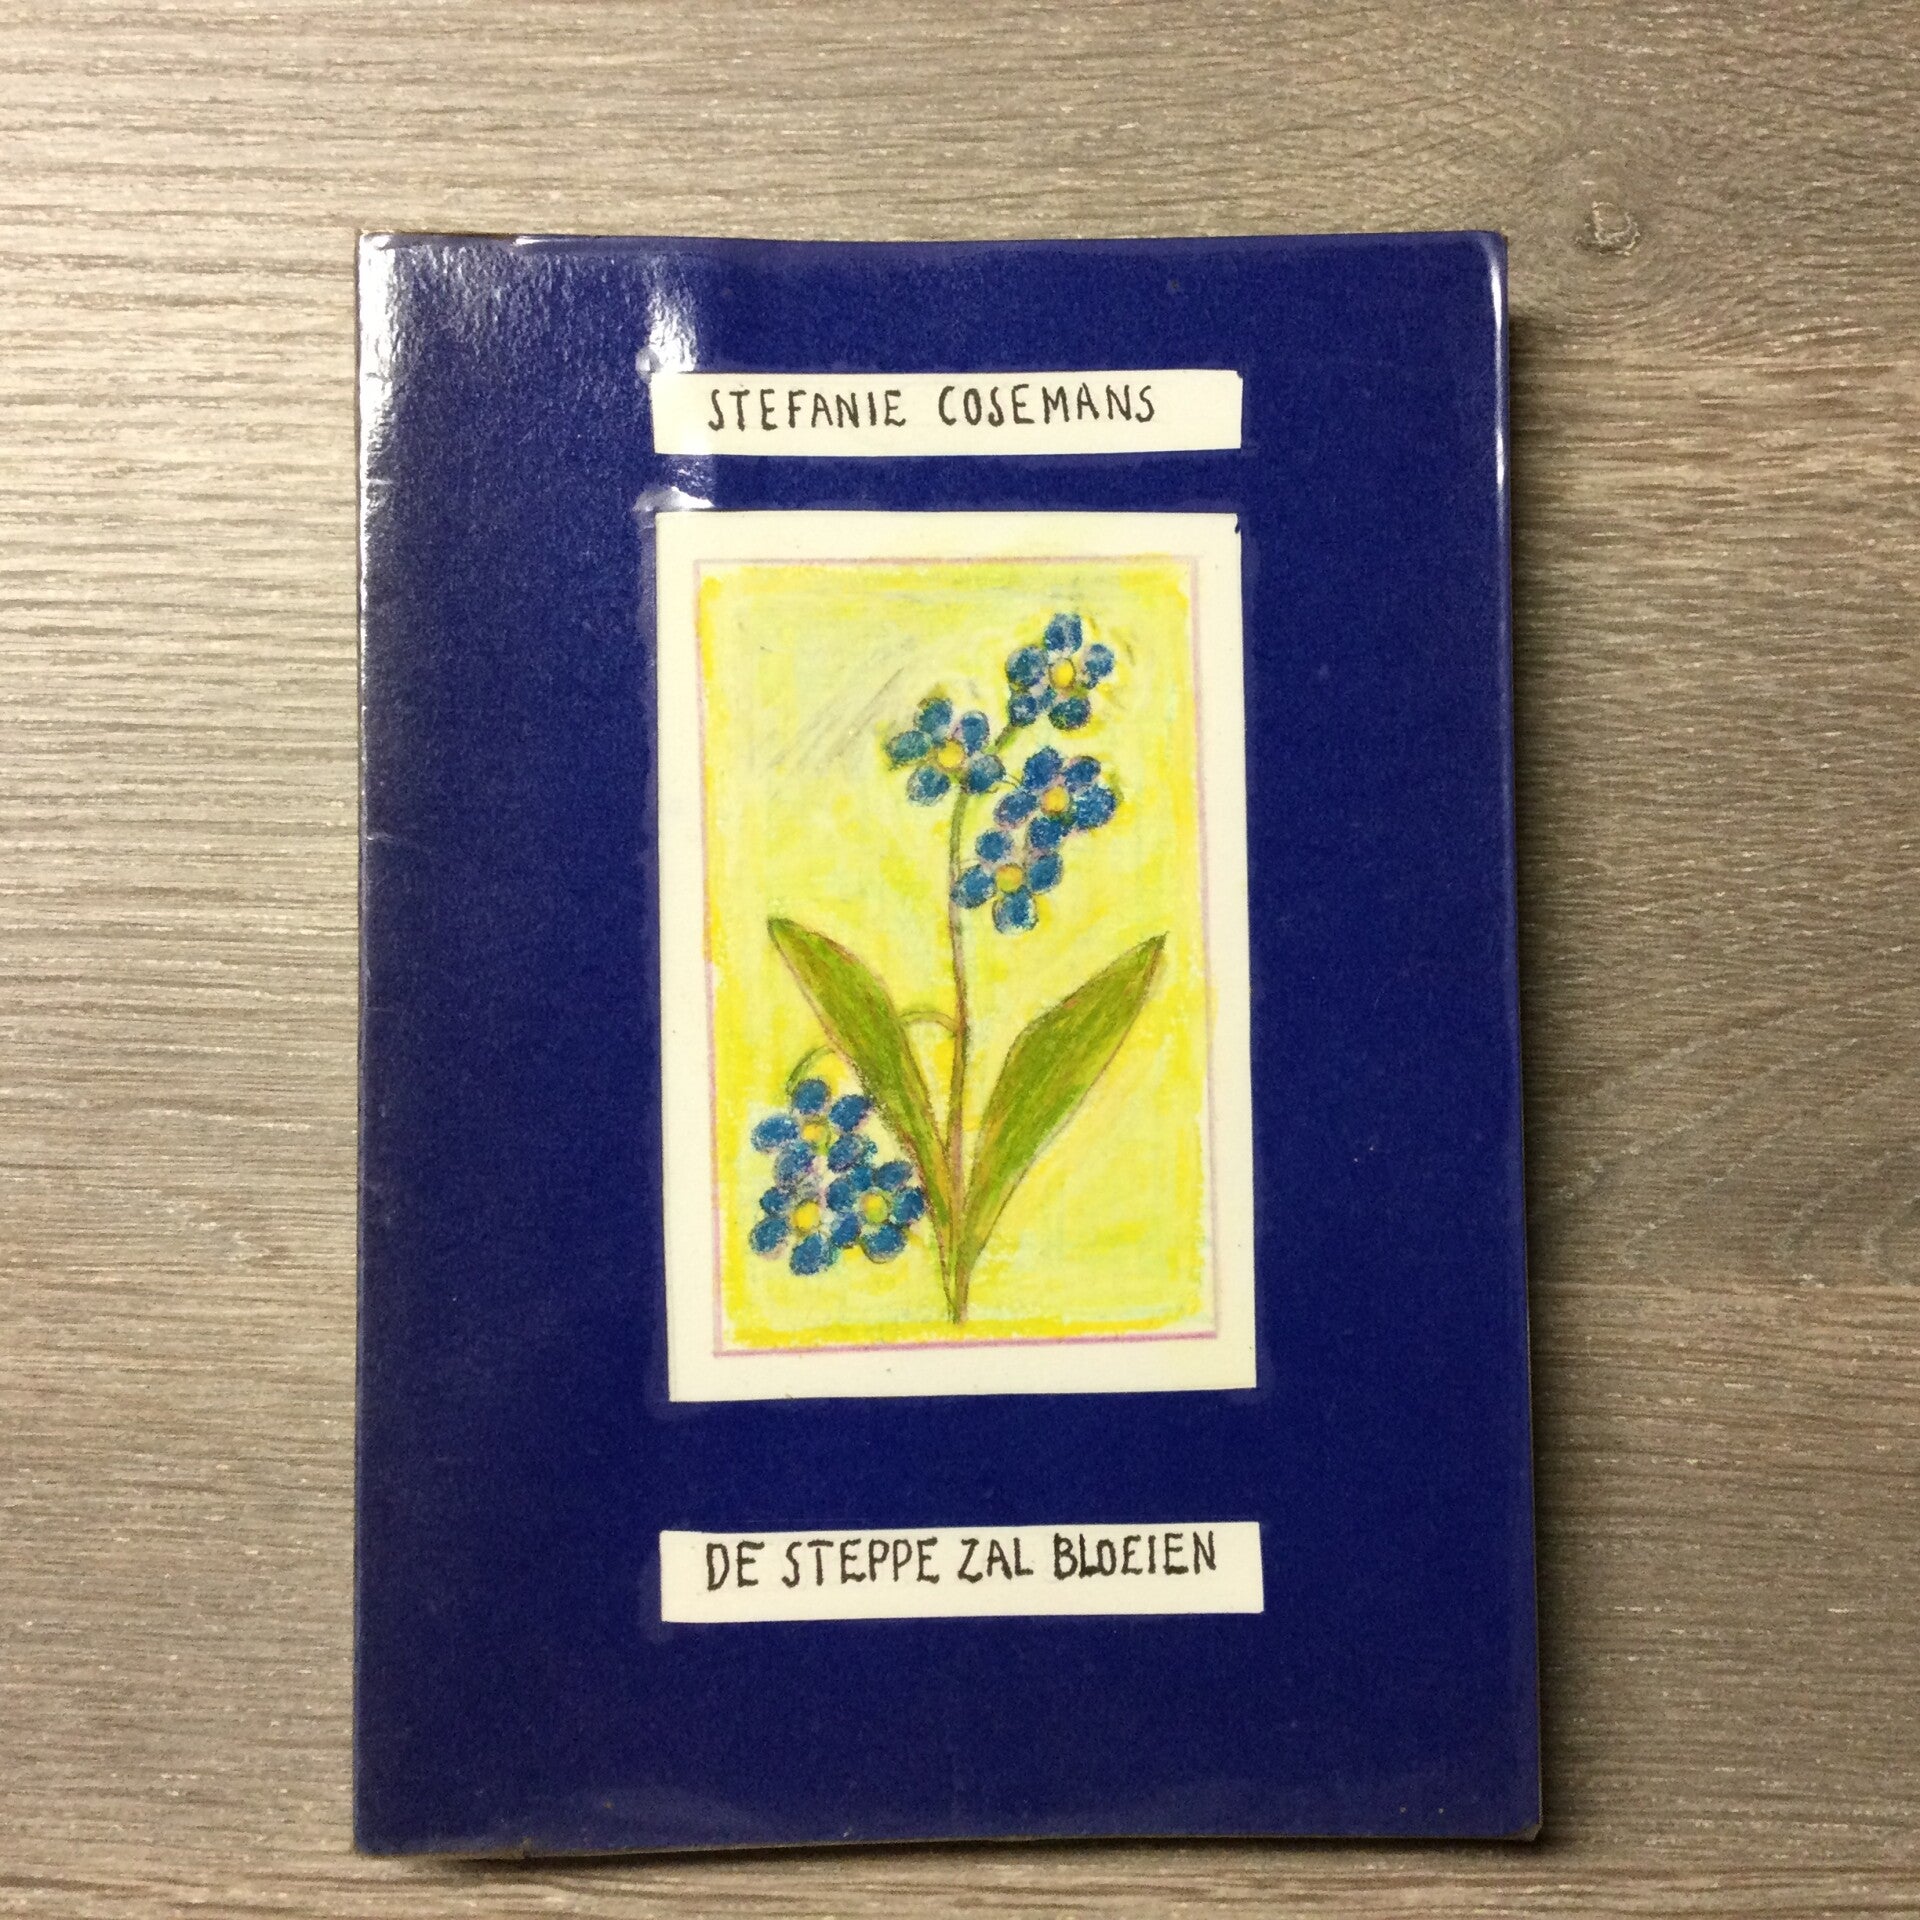 STEFANIE COSEMANS
DE STEPPE ZAL BLOEIEN